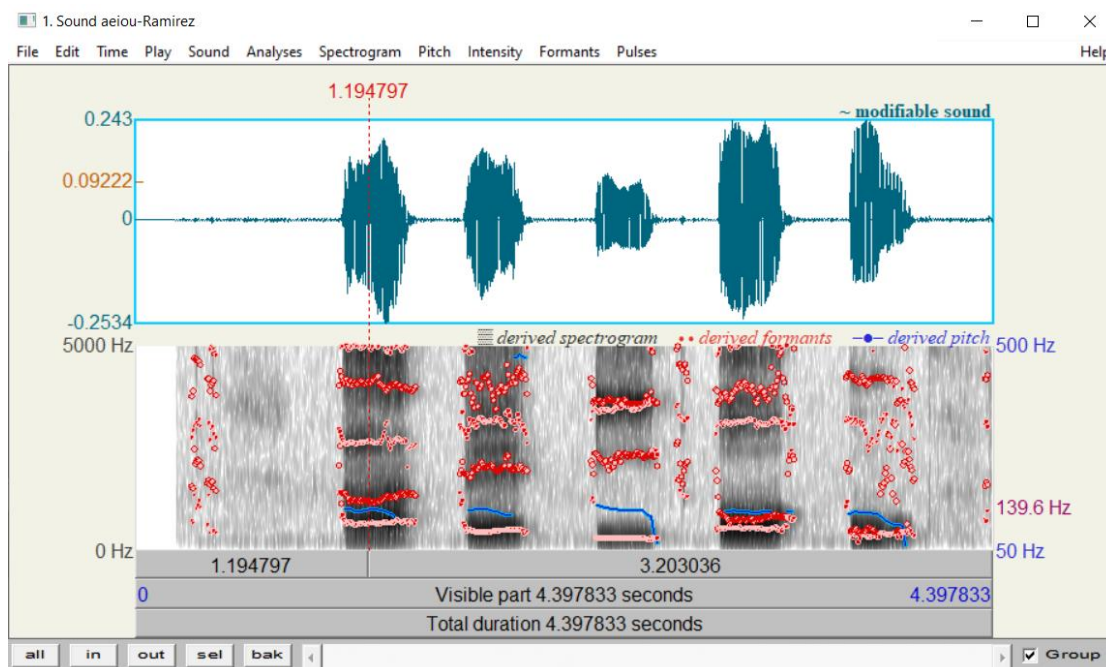 1. Sound aeiou-Ramirez
File Edit Time Play Sound Analyses Spectrogram Pitch Intensity Formants Pulses Help
1.194797
0.243
~ modifiable sound
0.09222
0
-0.2534
derived spectrogram derived formants derived pitch
5000 Hz 500 Hz
139.6 Hz
0 Hz 50 Hz
1.194797 3.203036
0 Visible part 4.397833 seconds 4.397833
Total duration 4.397833 seconds
all in out sel bak Group